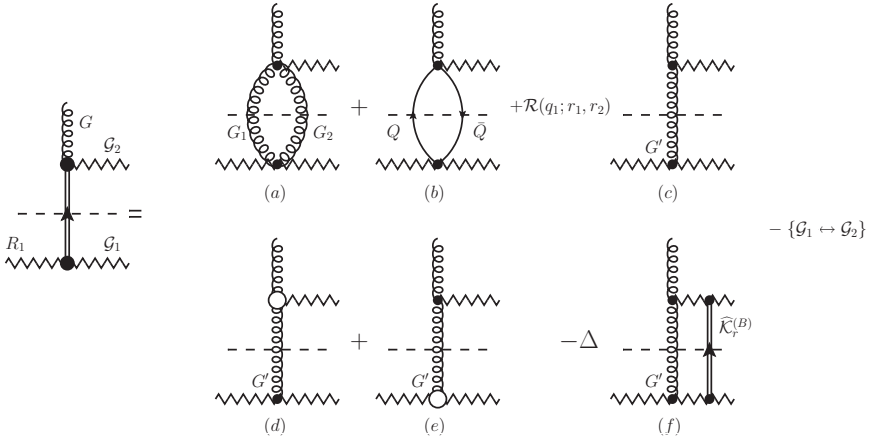 G
𝒢₂
=
R₁
𝒢₁
G₁ G₂
(a)
+
Q Q̄
(b)
+ℛ(q₁; r₁, r₂)
G′
(c)
− {𝒢₁ ↔ 𝒢₂}
G′
(d)
+
G′
(e)
−Δ
G′
𝒦̂ᵣ⁽ᴮ⁾
(f)